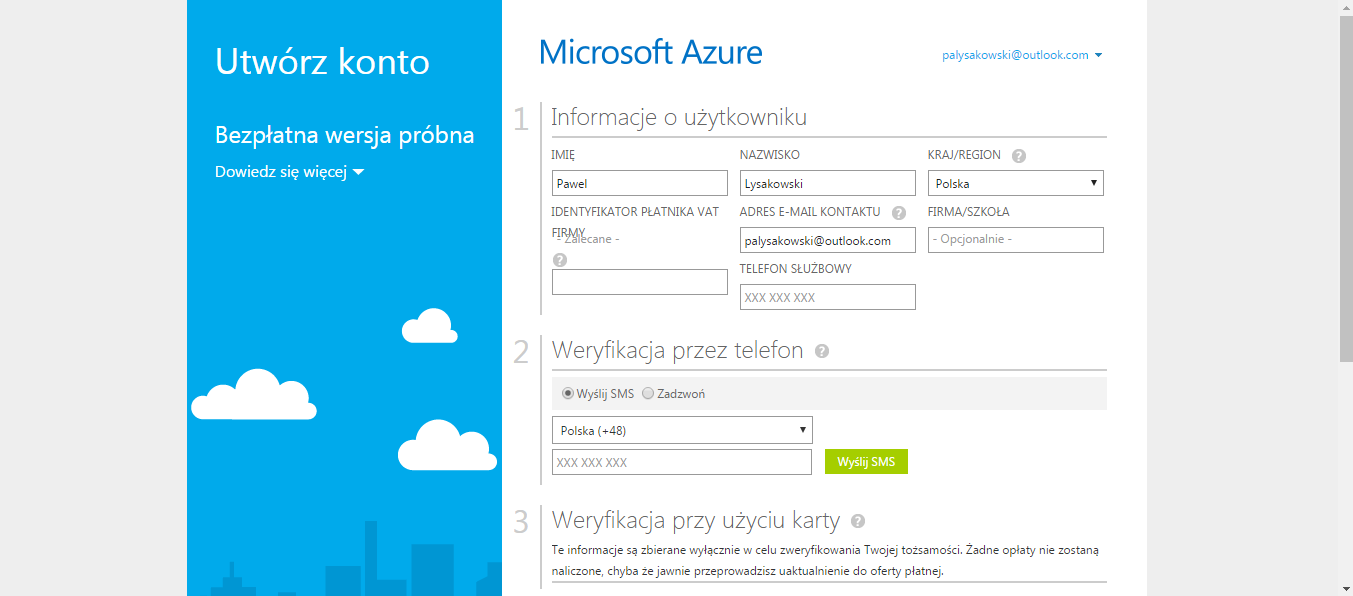 Utwórz konto
Bezpłatna wersja próbna
Dowiedz się więcej
Microsoft Azure
palysakowski@outlook.com
1
Informacje o użytkowniku
IMIĘ
NAZWISKO
KRAJ/REGION ?
Pawel
Lysakowski
Polska
IDENTYFIKATOR PŁATNIKA VAT
FIRMY
- Zalecane -
?
ADRES E-MAIL KONTAKTU ?
FIRMA/SZKOŁA
palysakowski@outlook.com
- Opcjonalnie -
TELEFON SŁUŻBOWY
XXX XXX XXX
2
Weryfikacja przez telefon ?
Wyślij SMS Zadzwoń
Polska (+48)
XXX XXX XXX
Wyślij SMS
3
Weryfikacja przy użyciu karty ?
Te informacje są zbierane wyłącznie w celu zweryfikowania Twojej tożsamości. Żadne opłaty nie zostaną
naliczone, chyba że jawnie przeprowadzisz uaktualnienie do oferty płatnej.